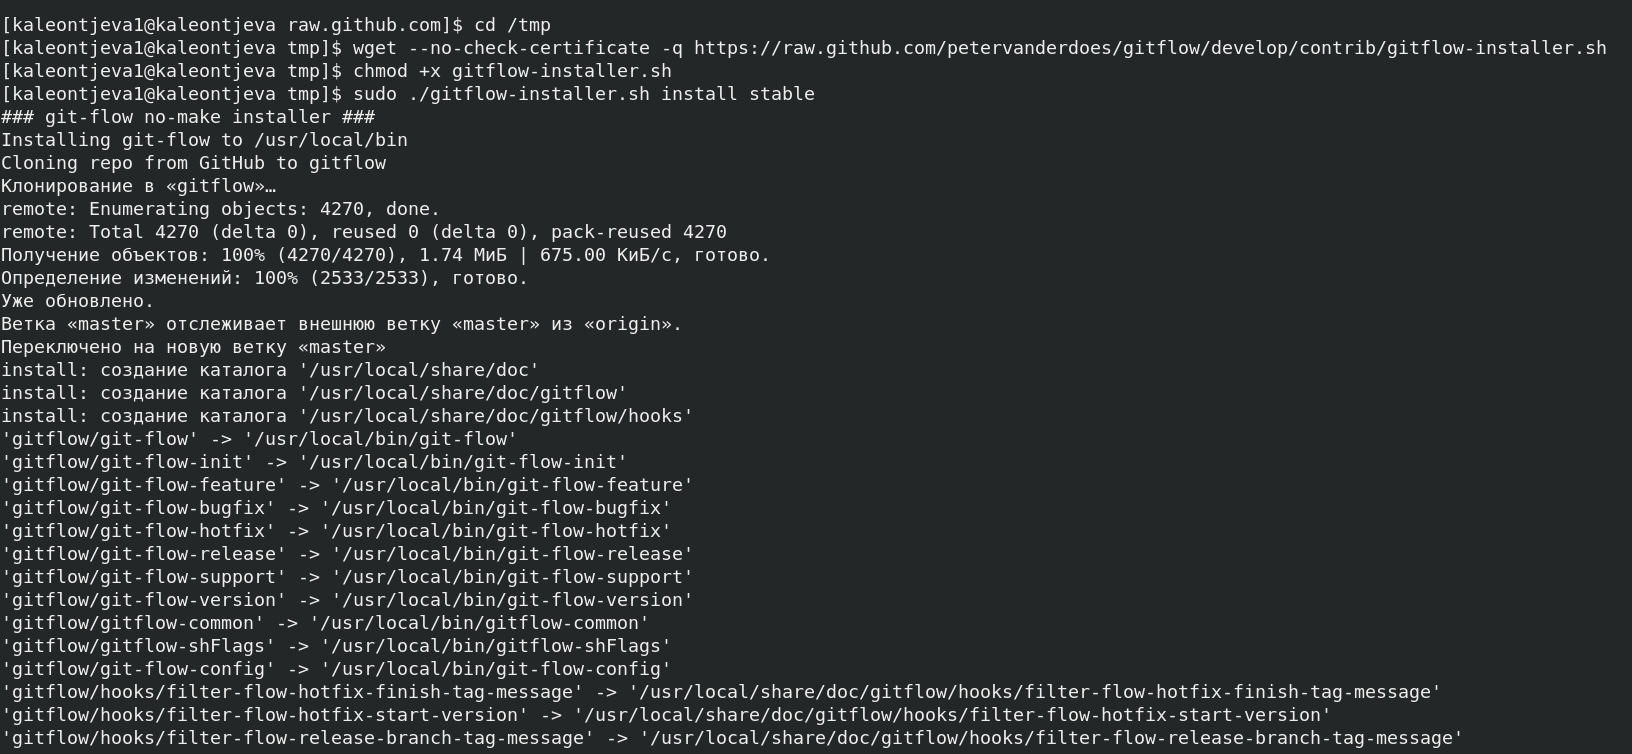 [kaleontjeva1@kaleontjeva raw.github.com]$ cd /tmp
[kaleontjeva1@kaleontjeva tmp]$ wget --no-check-certificate -q https://raw.github.com/petervanderdoes/gitflow/develop/contrib/gitflow-installer.sh
[kaleontjeva1@kaleontjeva tmp]$ chmod +x gitflow-installer.sh
[kaleontjeva1@kaleontjeva tmp]$ sudo ./gitflow-installer.sh install stable
### git-flow no-make installer ###
Installing git-flow to /usr/local/bin
Cloning repo from GitHub to gitflow
Клонирование в «gitflow»…
remote: Enumerating objects: 4270, done.
remote: Total 4270 (delta 0), reused 0 (delta 0), pack-reused 4270
Получение объектов: 100% (4270/4270), 1.74 МиБ | 675.00 КиБ/с, готово.
Определение изменений: 100% (2533/2533), готово.
Уже обновлено.
Ветка «master» отслеживает внешнюю ветку «master» из «origin».
Переключено на новую ветку «master»
install: создание каталога '/usr/local/share/doc'
install: создание каталога '/usr/local/share/doc/gitflow'
install: создание каталога '/usr/local/share/doc/gitflow/hooks'
'gitflow/git-flow' -> '/usr/local/bin/git-flow'
'gitflow/git-flow-init' -> '/usr/local/bin/git-flow-init'
'gitflow/git-flow-feature' -> '/usr/local/bin/git-flow-feature'
'gitflow/git-flow-bugfix' -> '/usr/local/bin/git-flow-bugfix'
'gitflow/git-flow-hotfix' -> '/usr/local/bin/git-flow-hotfix'
'gitflow/git-flow-release' -> '/usr/local/bin/git-flow-release'
'gitflow/git-flow-support' -> '/usr/local/bin/git-flow-support'
'gitflow/git-flow-version' -> '/usr/local/bin/git-flow-version'
'gitflow/gitflow-common' -> '/usr/local/bin/gitflow-common'
'gitflow/gitflow-shFlags' -> '/usr/local/bin/gitflow-shFlags'
'gitflow/git-flow-config' -> '/usr/local/bin/git-flow-config'
'gitflow/hooks/filter-flow-hotfix-finish-tag-message' -> '/usr/local/share/doc/gitflow/hooks/filter-flow-hotfix-finish-tag-message'
'gitflow/hooks/filter-flow-hotfix-start-version' -> '/usr/local/share/doc/gitflow/hooks/filter-flow-hotfix-start-version'
'gitflow/hooks/filter-flow-release-branch-tag-message' -> '/usr/local/share/doc/gitflow/hooks/filter-flow-release-branch-tag-message'